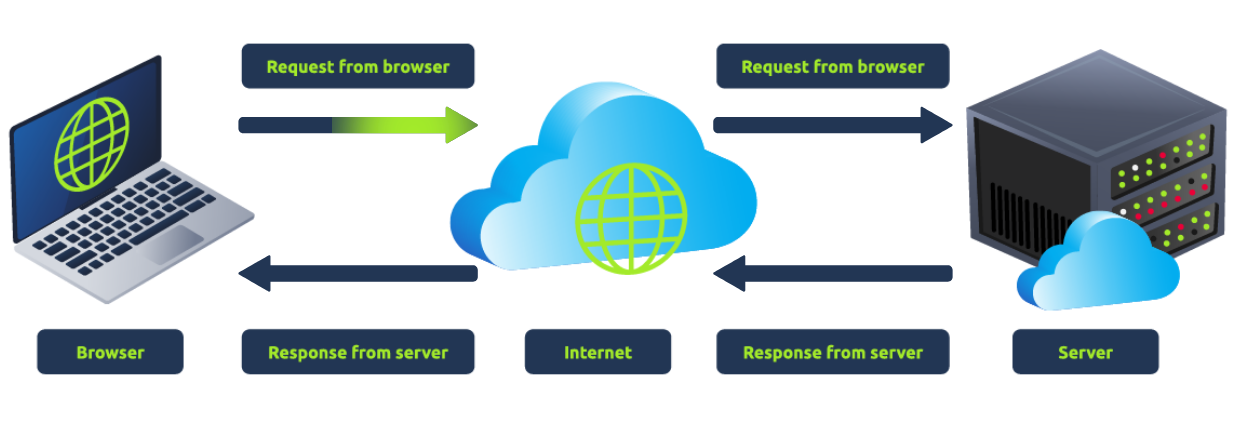 Request from browser
Request from browser
Browser
Response from server
Internet
Response from server
Server